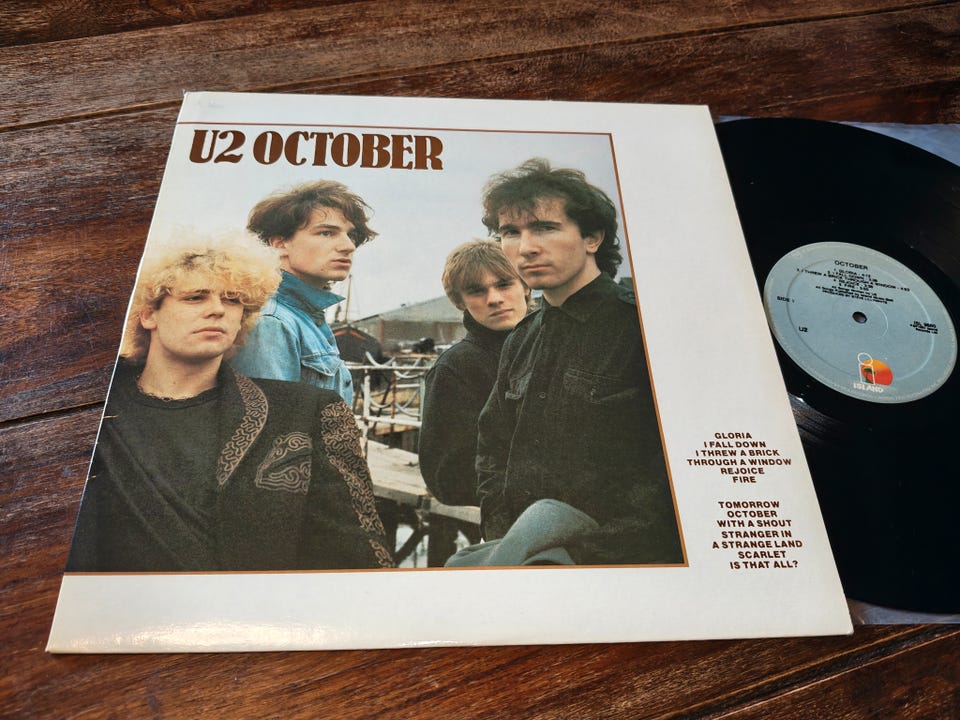 U2 OCTOBER
GLORIA
I FALL DOWN
I THREW A BRICK
THROUGH A WINDOW
REJOICE
FIRE
TOMORROW
OCTOBER
WITH A SHOUT
STRANGER IN
A STRANGE LAND
SCARLET
IS THAT ALL?
OCTOBER
SIDE 1
U2
ISLAND